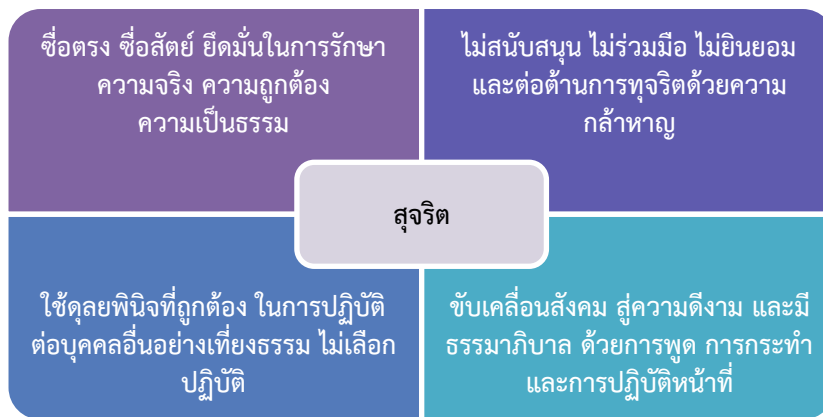 ซื่อตรง ซื่อสัตย์ ยึดมั่นในการรักษา
ความจริง ความถูกต้อง
ความเป็นธรรม
ไม่สนับสนุน ไม่ร่วมมือ ไม่ยินยอม
และต่อต้านการทุจริตด้วยความ
กล้าหาญ
สุจริต
ใช้ดุลยพินิจที่ถูกต้อง ในการปฏิบัติ
ต่อบุคคลอื่นอย่างเที่ยงธรรม ไม่เลือก
ปฏิบัติ
ขับเคลื่อนสังคม สู่ความดีงาม และมี
ธรรมาภิบาล ด้วยการพูด การกระทำ
และการปฏิบัติหน้าที่